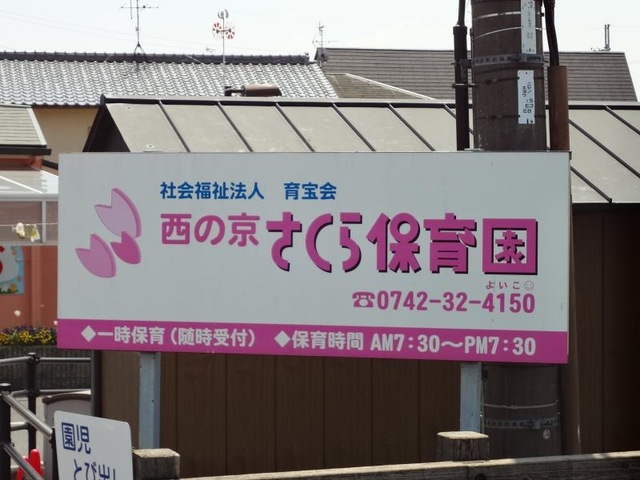 社会福祉法人 育宝会
西の京さくら保育園
よいこ
☎0742-32-4150
◆一時保育(随時受付) ◆保育時間 AM7:30～PM7:30
園児
とび出し